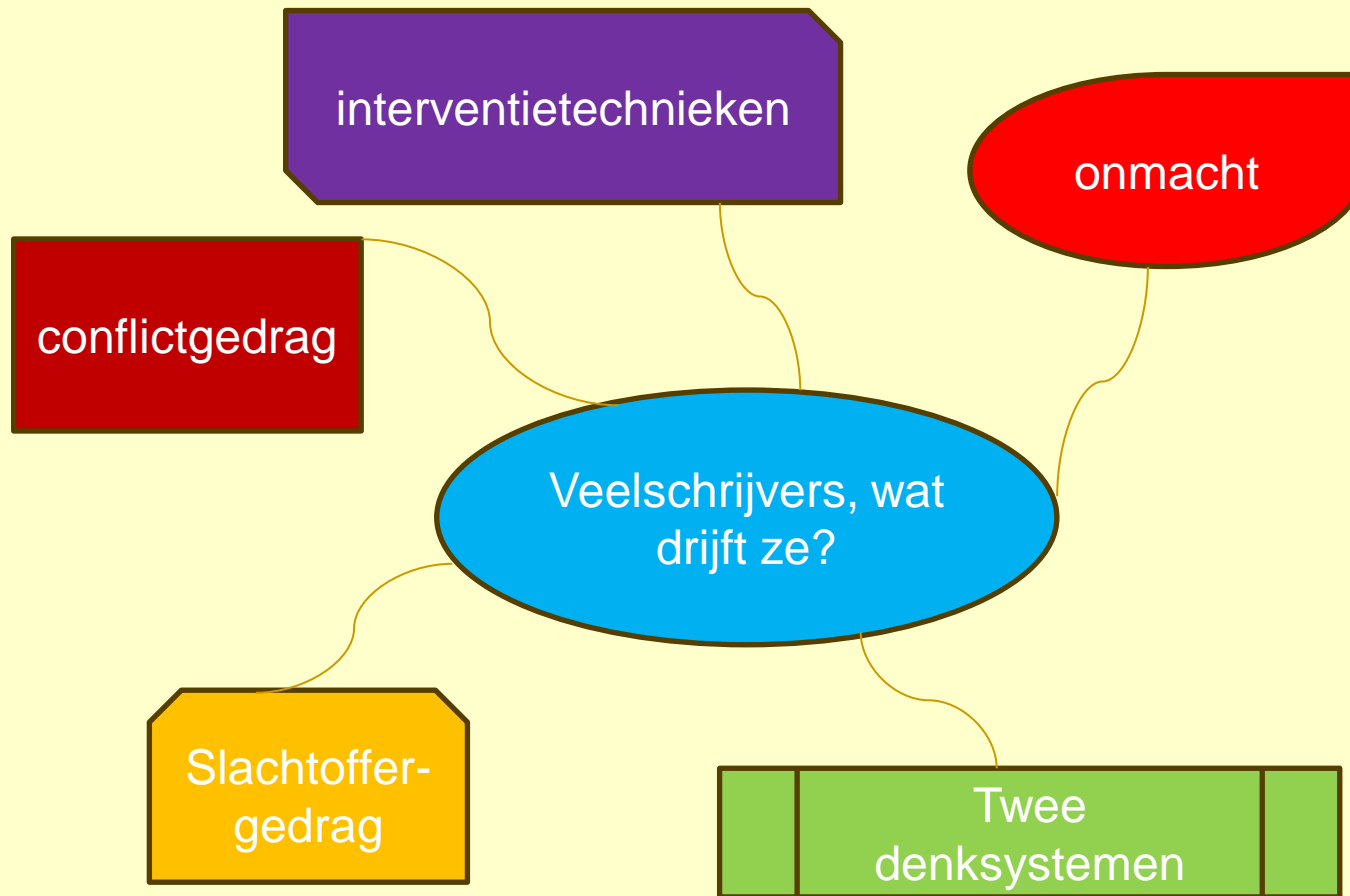 interventietechnieken
onmacht
conflictgedrag
Veelschrijvers, wat
drijft ze?
Slachtoffer-
gedrag
Twee
denksystemen